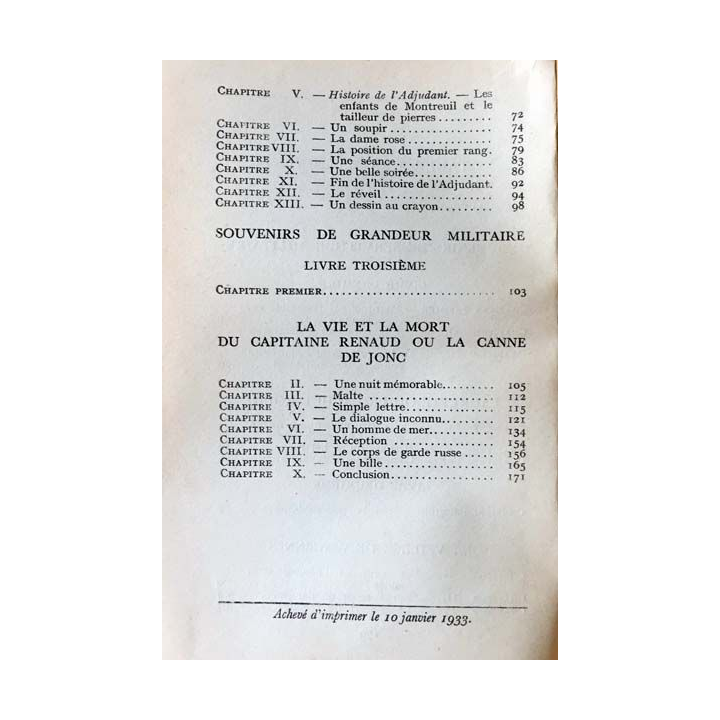 CHAPITRE V. — Histoire de l'Adjudant. — Les
enfants de Montreuil et le
tailleur de pierres ......... 72
CHAPITRE VI. — Un soupir ................. 74
CHAPITRE VII. — La dame rose .............. 75
CHAPITRE VIII. — La position du premier rang. 79
CHAPITRE IX. — Une séance................ 83
CHAPITRE X. — Une belle soirée........... 86
CHAPITRE XI. — Fin de l'histoire de l'Adjudant. 92
CHAPITRE XII. — Le réveil .................. 94
CHAPITRE XIII. — Un dessin au crayon......... 98
SOUVENIRS DE GRANDEUR MILITAIRE
LIVRE TROISIÈME
CHAPITRE PREMIER............................ 103
LA VIE ET LA MORT
DU CAPITAINE RENAUD OU LA CANNE
DE JONC
CHAPITRE II. — Une nuit mémorable......... 105
CHAPITRE III. — Malte ..................... 112
CHAPITRE IV. — Simple lettre.............. 115
CHAPITRE V. — Le dialogue inconnu........ 121
CHAPITRE VI. — Un homme de mer.......... 134
CHAPITRE VII. — Réception ................ 154
CHAPITRE VIII. — Le corps de garde russe ..... 156
CHAPITRE IX. — Une bille.................. 165
CHAPITRE X. — Conclusion................. 171
Achevé d'imprimer le 10 janvier 1933.